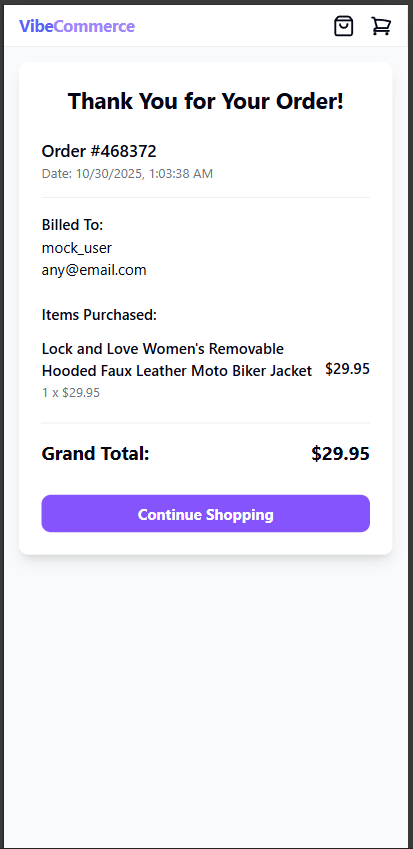 VibeCommerce
Thank You for Your Order!
Order #468372
Date: 10/30/2025, 1:03:38 AM
Billed To:
mock_user
any@email.com
Items Purchased:
Lock and Love Women's Removable
Hooded Faux Leather Moto Biker Jacket $29.95
1 x $29.95
Grand Total: $29.95
Continue Shopping